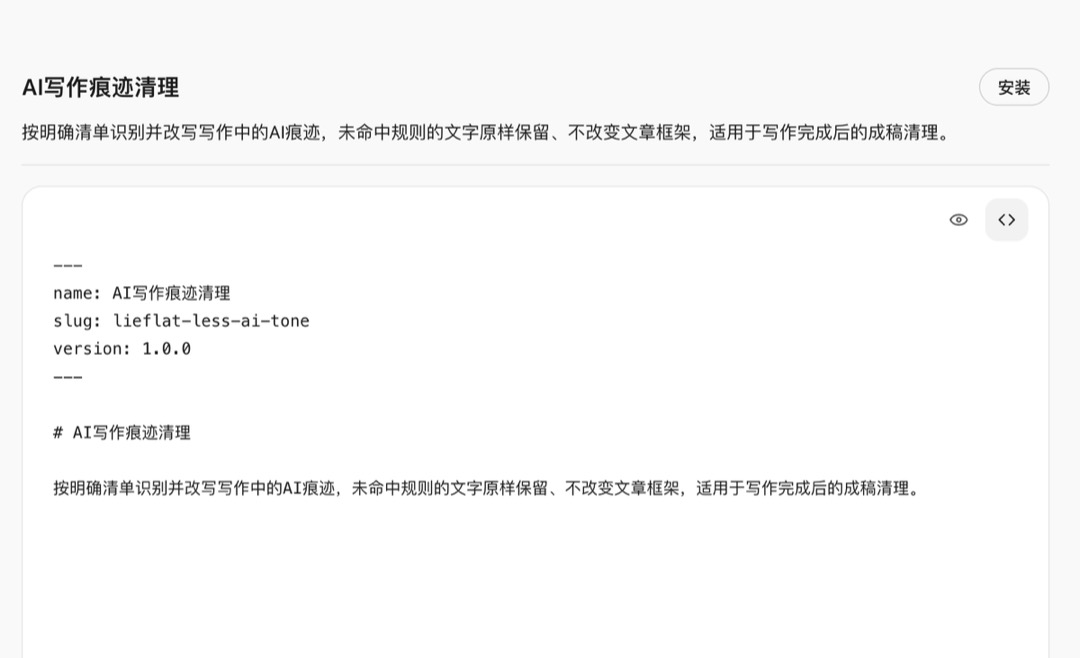 AI写作痕迹清理
安装
按明确清单识别并改写写作中的AI痕迹，未命中规则的文字原样保留、不改变文章框架，适用于写作完成后的成稿清理。
---
name: AI写作痕迹清理
slug: lieflat-less-ai-tone
version: 1.0.0
---
# AI写作痕迹清理
按明确清单识别并改写写作中的AI痕迹，未命中规则的文字原样保留、不改变文章框架，适用于写作完成后的成稿清理。